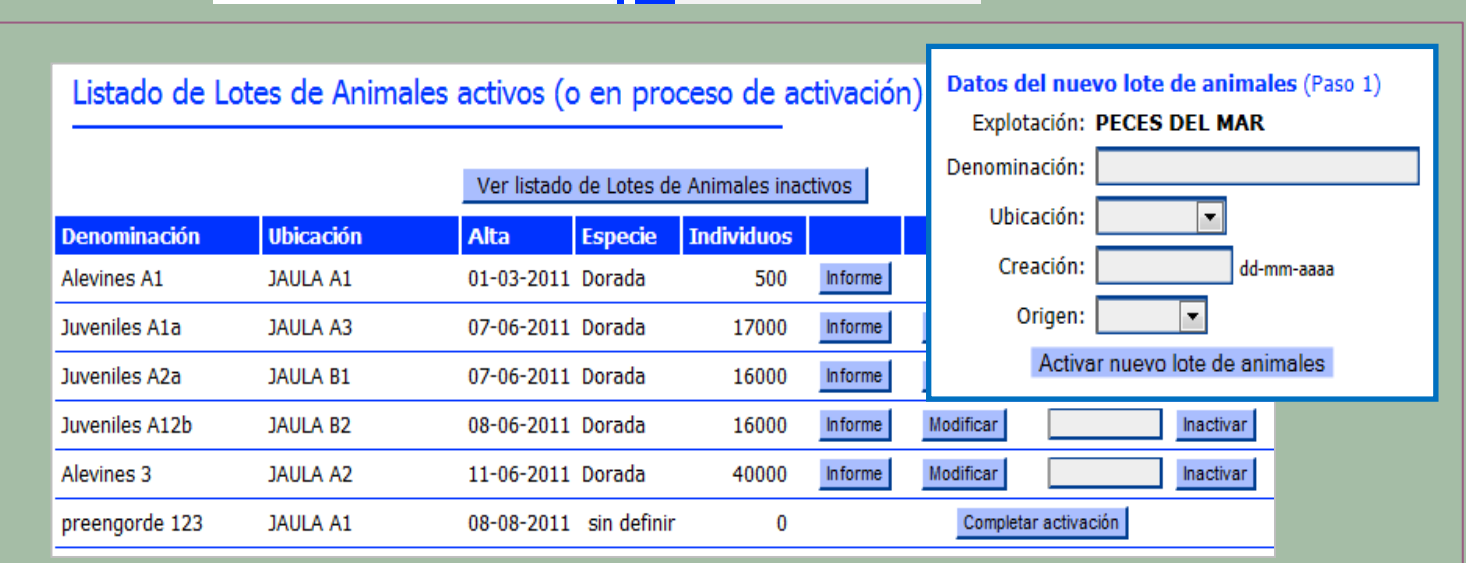 Listado de Lotes de Animales activos (o en proceso de activación)
Ver listado de Lotes de Animales inactivos
Denominación Ubicación Alta Especie Individuos
Alevines A1 JAULA A1 01-03-2011 Dorada 500 Informe
Juveniles A1a JAULA A3 07-06-2011 Dorada 17000 Informe
Juveniles A2a JAULA B1 07-06-2011 Dorada 16000 Informe
Juveniles A12b JAULA B2 08-06-2011 Dorada 16000 Informe Modificar Inactivar
Alevines 3 JAULA A2 11-06-2011 Dorada 40000 Informe Modificar Inactivar
preengorde 123 JAULA A1 08-08-2011 sin definir 0 Completar activación
Datos del nuevo lote de animales (Paso 1)
Explotación: PECES DEL MAR
Denominación:
Ubicación:
Creación: dd-mm-aaaa
Origen:
Activar nuevo lote de animales